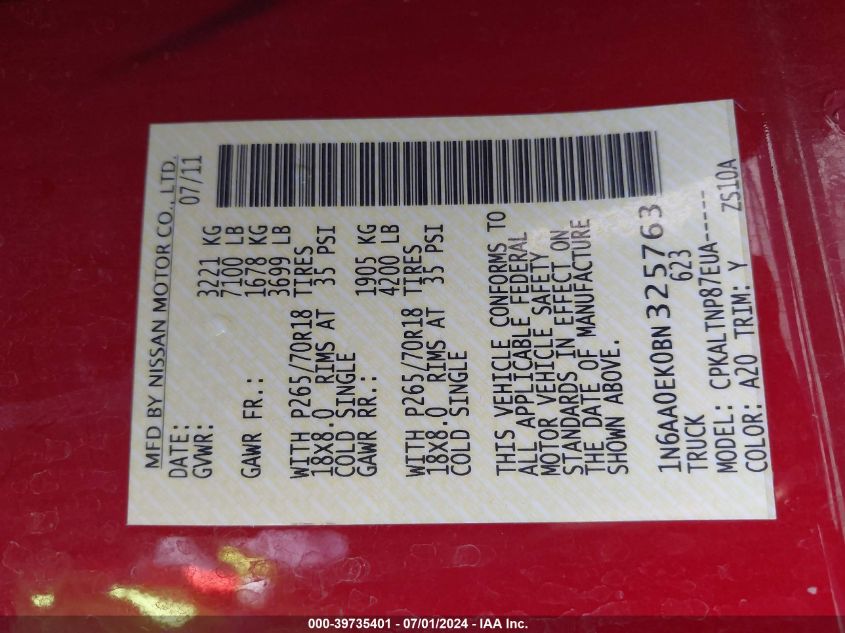 MFD BY NISSAN MOTOR CO., LTD.
DATE: 07/11
GVWR: 3221 KG
7100 LB
GAWR FR.: 1678 KG
3699 LB
WITH P265/70R18 TIRES
18x8.0 RIMS AT 35 PSI
COLD SINGLE
GAWR RR.: 1905 KG
4200 LB
WITH P265/70R18 TIRES
18x8.0 RIMS AT 35 PSI
COLD SINGLE
THIS VEHICLE CONFORMS TO
ALL APPLICABLE FEDERAL
MOTOR VEHICLE SAFETY
STANDARDS IN EFFECT ON
THE DATE OF MANUFACTURE
SHOWN ABOVE.
1N6AA0EK0BN325763
TRUCK 623
MODEL: CPKALTNP87EUA-----
COLOR: A20 TRIM: Y ZS10A
000-39735401 - 07/01/2024 - IAA Inc.